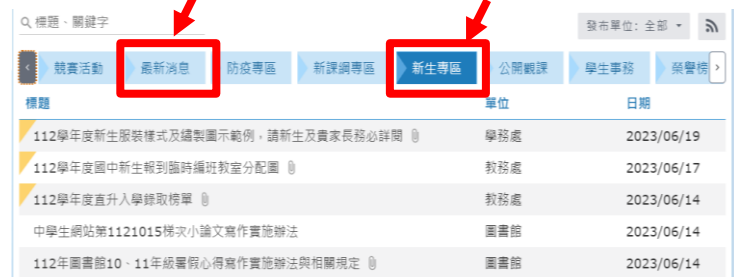 標題、關鍵字
發布單位: 全部
競賽活動 最新消息 防疫專區 新課綱專區 新生專區 公開觀課 學生事務 榮譽榜
標題 單位 日期
112學年度新生服裝樣式及繡製圖示範例，請新生及貴家長務必詳閱 學務處 2023/06/19
112學年度國中新生報到臨時編班教室分配圖 教務處 2023/06/17
112學年度直升入學錄取榜單 教務處 2023/06/14
中學生網站第1121015梯次小論文寫作實施辦法 圖書館 2023/06/14
112年圖書館10、11年級暑假心得寫作實施辦法與相關規定 圖書館 2023/06/14